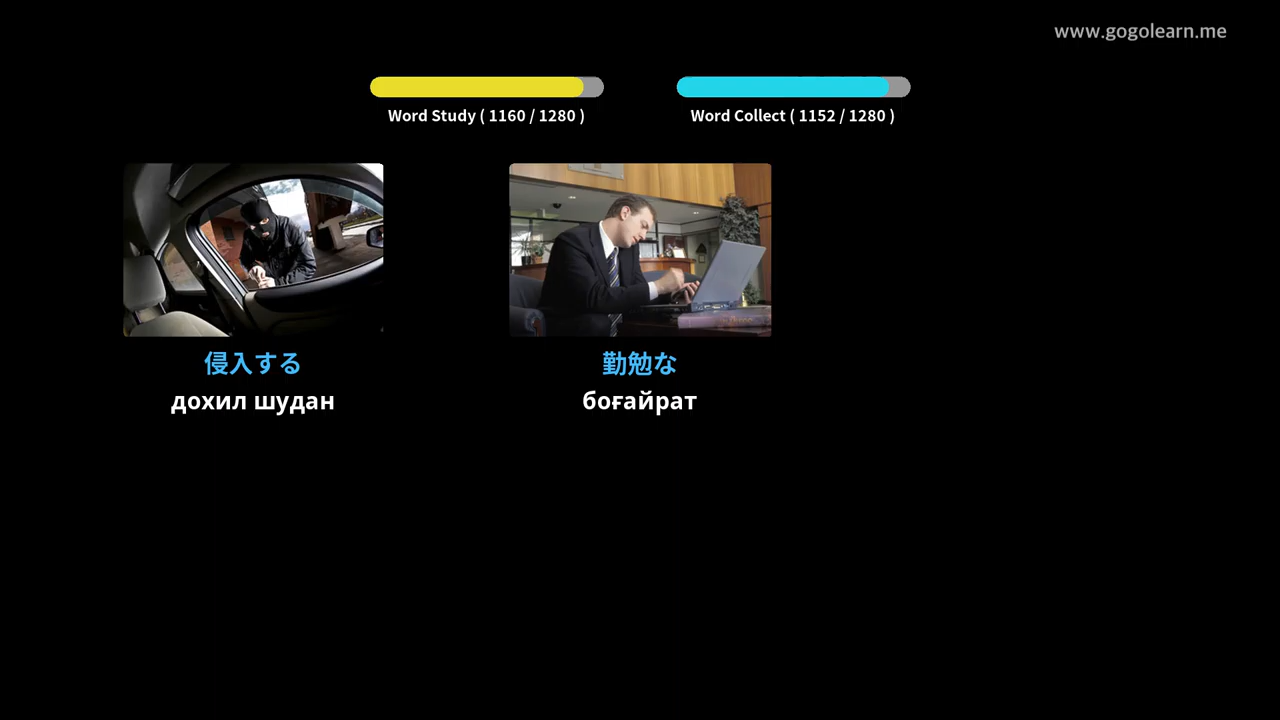 www.gogolearn.me
Word Study ( 1160 / 1280 )
Word Collect ( 1152 / 1280 )
侵入する
дохил шудан
勤勉な
боғайрат